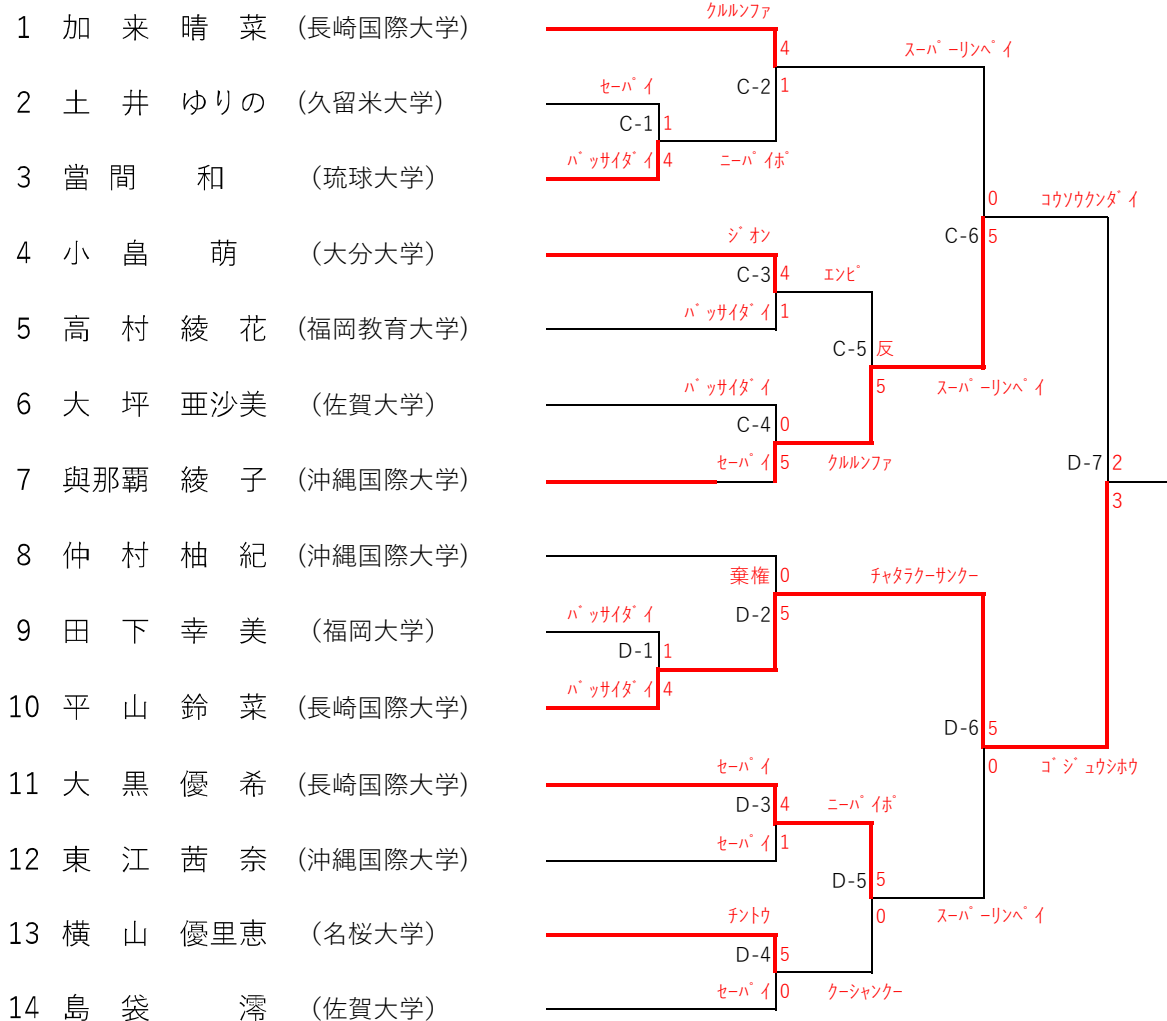 クルルンファ
1 加 来 晴 菜 (長崎国際大学)
4 スーパーリンペイ
C-2 1
セーパイ
2 土 井 ゆりの (久留米大学)
C-1 1
バッサイダイ 4 ニーパイポ
3 當 間 和 (琉球大学)
0 コウソウクンダイ
ジオン C-6 5
4 小 畠 萌 (大分大学)
C-3 4 エンピ
バッサイダイ 1
5 高 村 綾 花 (福岡教育大学)
C-5 反
バッサイダイ 5 スーパーリンペイ
6 大 坪 亜沙美 (佐賀大学)
C-4 0
セーパイ 5 クルルンファ D-7 2
7 與那覇 綾 子 (沖縄国際大学)
3
8 仲 村 柚 紀 (沖縄国際大学)
棄権 0 チャタラクーサンクー
バッサイダイ D-2 5
9 田 下 幸 美 (福岡大学)
D-1 1
バッサイダイ 4
10 平 山 鈴 菜 (長崎国際大学)
D-6 5
セーパイ 0 ゴジュウシホウ
11 大 黒 優 希 (長崎国際大学)
D-3 4 ニーパイポ
セーパイ 1
12 東 江 茜 奈 (沖縄国際大学)
D-5 5
チントウ 0 スーパーリンペイ
13 横 山 優里恵 (名桜大学)
D-4 5
セーパイ 0 クーシャンクー
14 島 袋 澪 (佐賀大学)